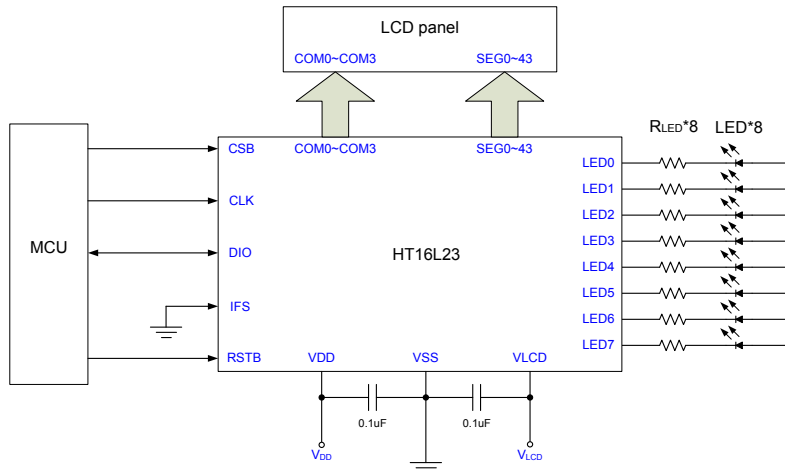 LCD panel
COM0~COM3 SEG0~43
RLED*8 LED*8
CSB COM0~COM3 SEG0~43
LED0
CLK
LED1
LED2
MCU
DIO
HT16L23
LED3
LED4
IFS
LED5
LED6
RSTB VDD VSS VLCD
LED7
0.1uF 0.1uF
VDD VLCD